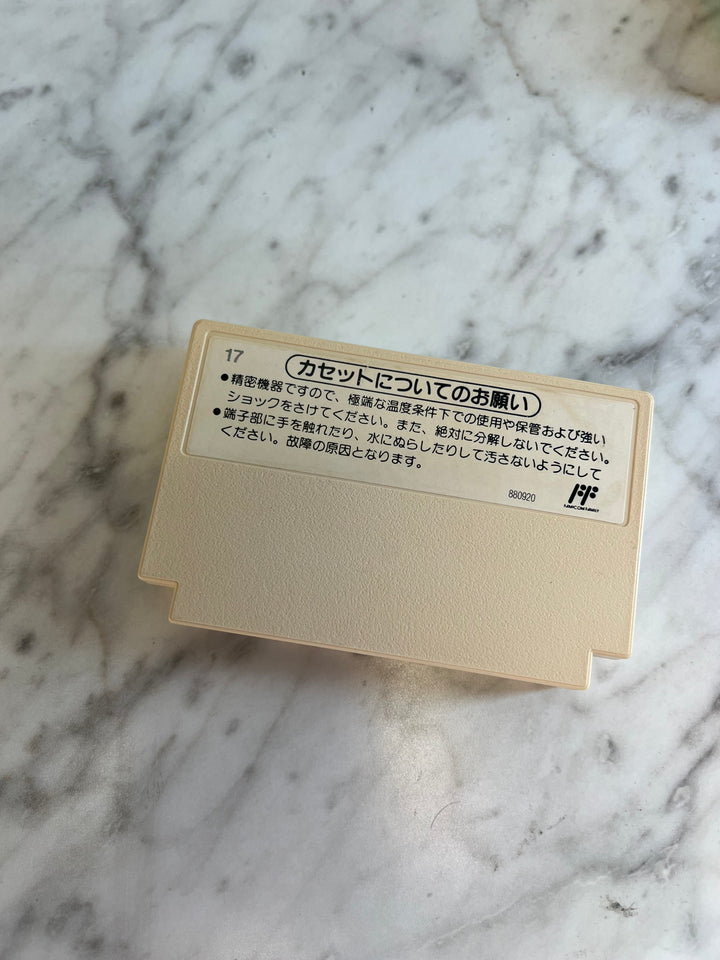 17
カセットについてのお願い
●精密機器ですので、極端な温度条件下での使用や保管および強い
ショックをさけてください。また、絶対に分解しないでください。
●端子部に手を触れたり、水にぬらしたりして汚さないようにして
ください。故障の原因となります。
880920
FF
FAMICOM FAMILY